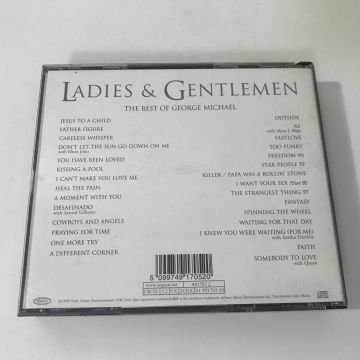 LADIES & GENTLEMEN
THE BEST OF GEORGE MICHAEL
JESUS TO A CHILD
FATHER FIGURE
CARELESS WHISPER
DON'T LET THE SUN GO DOWN ON ME
with Elton John
YOU HAVE BEEN LOVED
KISSING A FOOL
I CAN'T MAKE YOU LOVE ME
HEAL THE PAIN
A MOMENT WITH YOU
DESAFINADO
with Astrud Gilberto
COWBOYS AND ANGELS
PRAYING FOR TIME
ONE MORE TRY
A DIFFERENT CORNER
OUTSIDE
AS
with Mary J. Blige
FASTLOVE
TOO FUNKY
FREEDOM 90
STAR PEOPLE 97
KILLER / PAPA WAS A ROLLIN' STONE
I WANT YOUR SEX (Part II)
THE STRANGEST THING 97
FANTASY
SPINNING THE WHEEL
WAITING FOR THAT DAY
I KNEW YOU WERE WAITING (FOR ME)
with Aretha Franklin
FAITH
SOMEBODY TO LOVE
with Queen
5 099749 170520